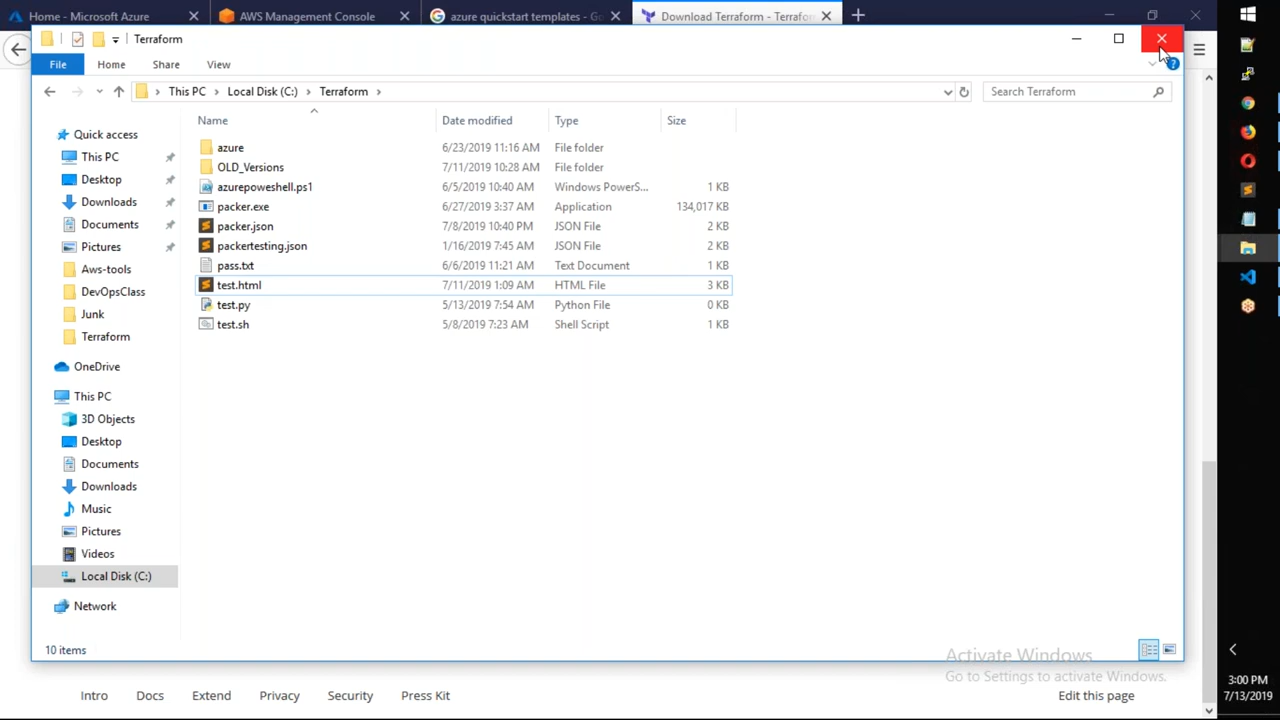 Home - Microsoft Azure
AWS Management Console
azure quickstart templates - Go
Download Terraform - Terrafor
Terraform
File Home Share View
This PC Local Disk (C:) Terraform
Search Terraform
Name Date modified Type Size
azure 6/23/2019 11:16 AM File folder
OLD_Versions 7/11/2019 10:28 AM File folder
azurepoweshell.ps1 6/5/2019 10:40 AM Windows PowerS... 1 KB
packer.exe 6/27/2019 3:37 AM Application 134,017 KB
packer.json 7/8/2019 10:40 PM JSON File 2 KB
packertesting.json 1/16/2019 7:45 AM JSON File 2 KB
pass.txt 6/6/2019 11:21 AM Text Document 1 KB
test.html 7/11/2019 1:09 AM HTML File 3 KB
test.py 5/13/2019 7:54 AM Python File 0 KB
test.sh 5/8/2019 7:23 AM Shell Script 1 KB
Quick access
This PC
Desktop
Downloads
Documents
Pictures
Aws-tools
DevOpsClass
Junk
Terraform
OneDrive
This PC
3D Objects
Desktop
Documents
Downloads
Music
Pictures
Videos
Local Disk (C:)
Network
10 items
Activate Windows
Go to Settings to activate Windows.
Intro Docs Extend Privacy Security Press Kit
Edit this page
3:00 PM
7/13/2019